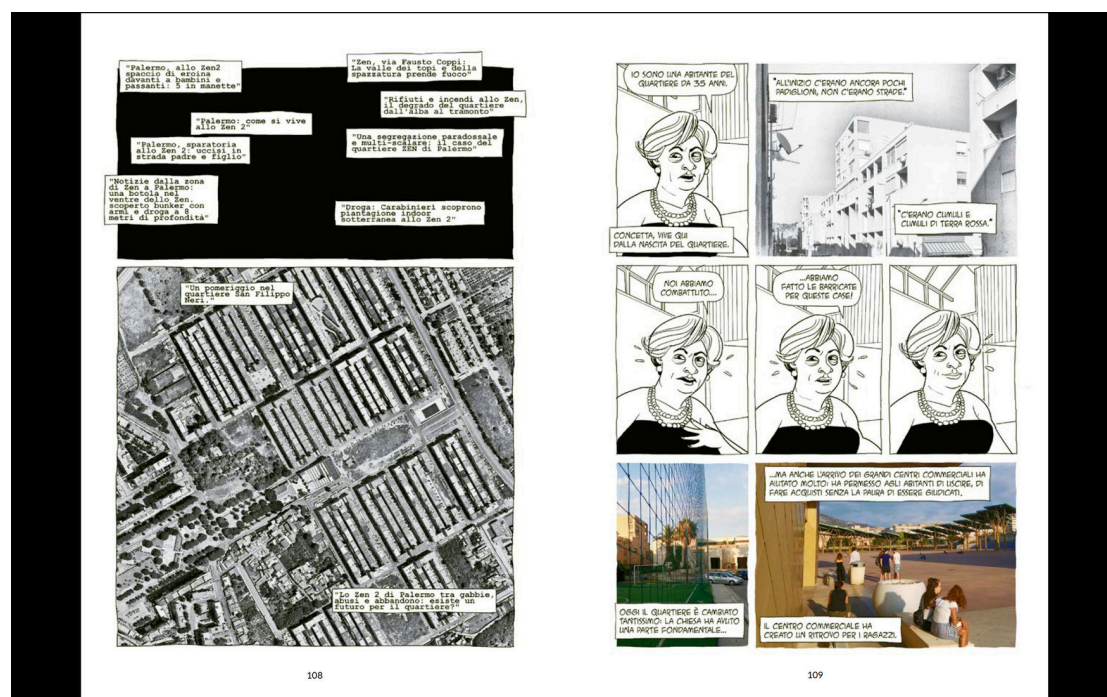 "Palermo, allo Zen2
spaccio di eroina
davanti a bambini e
passanti: 5 in manette"
"Zen, via Fausto Coppi:
La valle dei topi e della
spazzatura prende fuoco"
"Rifiuti e incendi allo Zen,
il degrado del quartiere
dall'alba al tramonto"
"Palermo: come si vive
allo Zen 2"
"Palermo, sparatoria
allo Zen 2: uccisi in
strada padre e figlio"
"Una segregazione paradossale
e multi-scalare: il caso del
quartiere ZEN di Palermo"
"Notizie dalla zona
di Zen a Palermo:
una botola nel
ventre dello Zen.
scoperto bunker con
armi e droga a 8
metri di profondità"
"Droga: Carabinieri scoprono
piantagione indoor
sotterranea allo Zen 2"
"Un pomeriggio nel
quartiere San Filippo
Neri."
"Lo Zen 2 di Palermo tra gabbie,
abusi e abbandono: esiste un
futuro per il quartiere?"
108
IO SONO UNA ABITANTE DEL
QUARTIERE DA 35 ANNI.
CONCETTA, VIVE QUI
DALLA NASCITA DEL QUARTIERE.
"ALL'INIZIO C'ERANO ANCORA POCHI
PADIGLIONI, NON C'ERANO STRADE."
"C'ERANO CUMULI E
CUMULI DI TERRA ROSSA."
NOI ABBIAMO
COMBATTUTO....
...ABBIAMO
FATTO LE BARRICATE
PER QUESTE CASE!
OGGI IL QUARTIERE È CAMBIATO
TANTISSIMO: LA CHIESA HA AVUTO
UNA PARTE FONDAMENTALE...
...MA ANCHE L'ARRIVO DEI GRANDI CENTRI COMMERCIALI HA
AIUTATO MOLTO: HA PERMESSO AGLI ABITANTI DI USCIRE, DI
FARE ACQUISTI SENZA LA PAURA DI ESSERE GIUDICATI.
IL CENTRO COMMERCIALE HA
CREATO UN RITROVO PER I RAGAZZI.
109